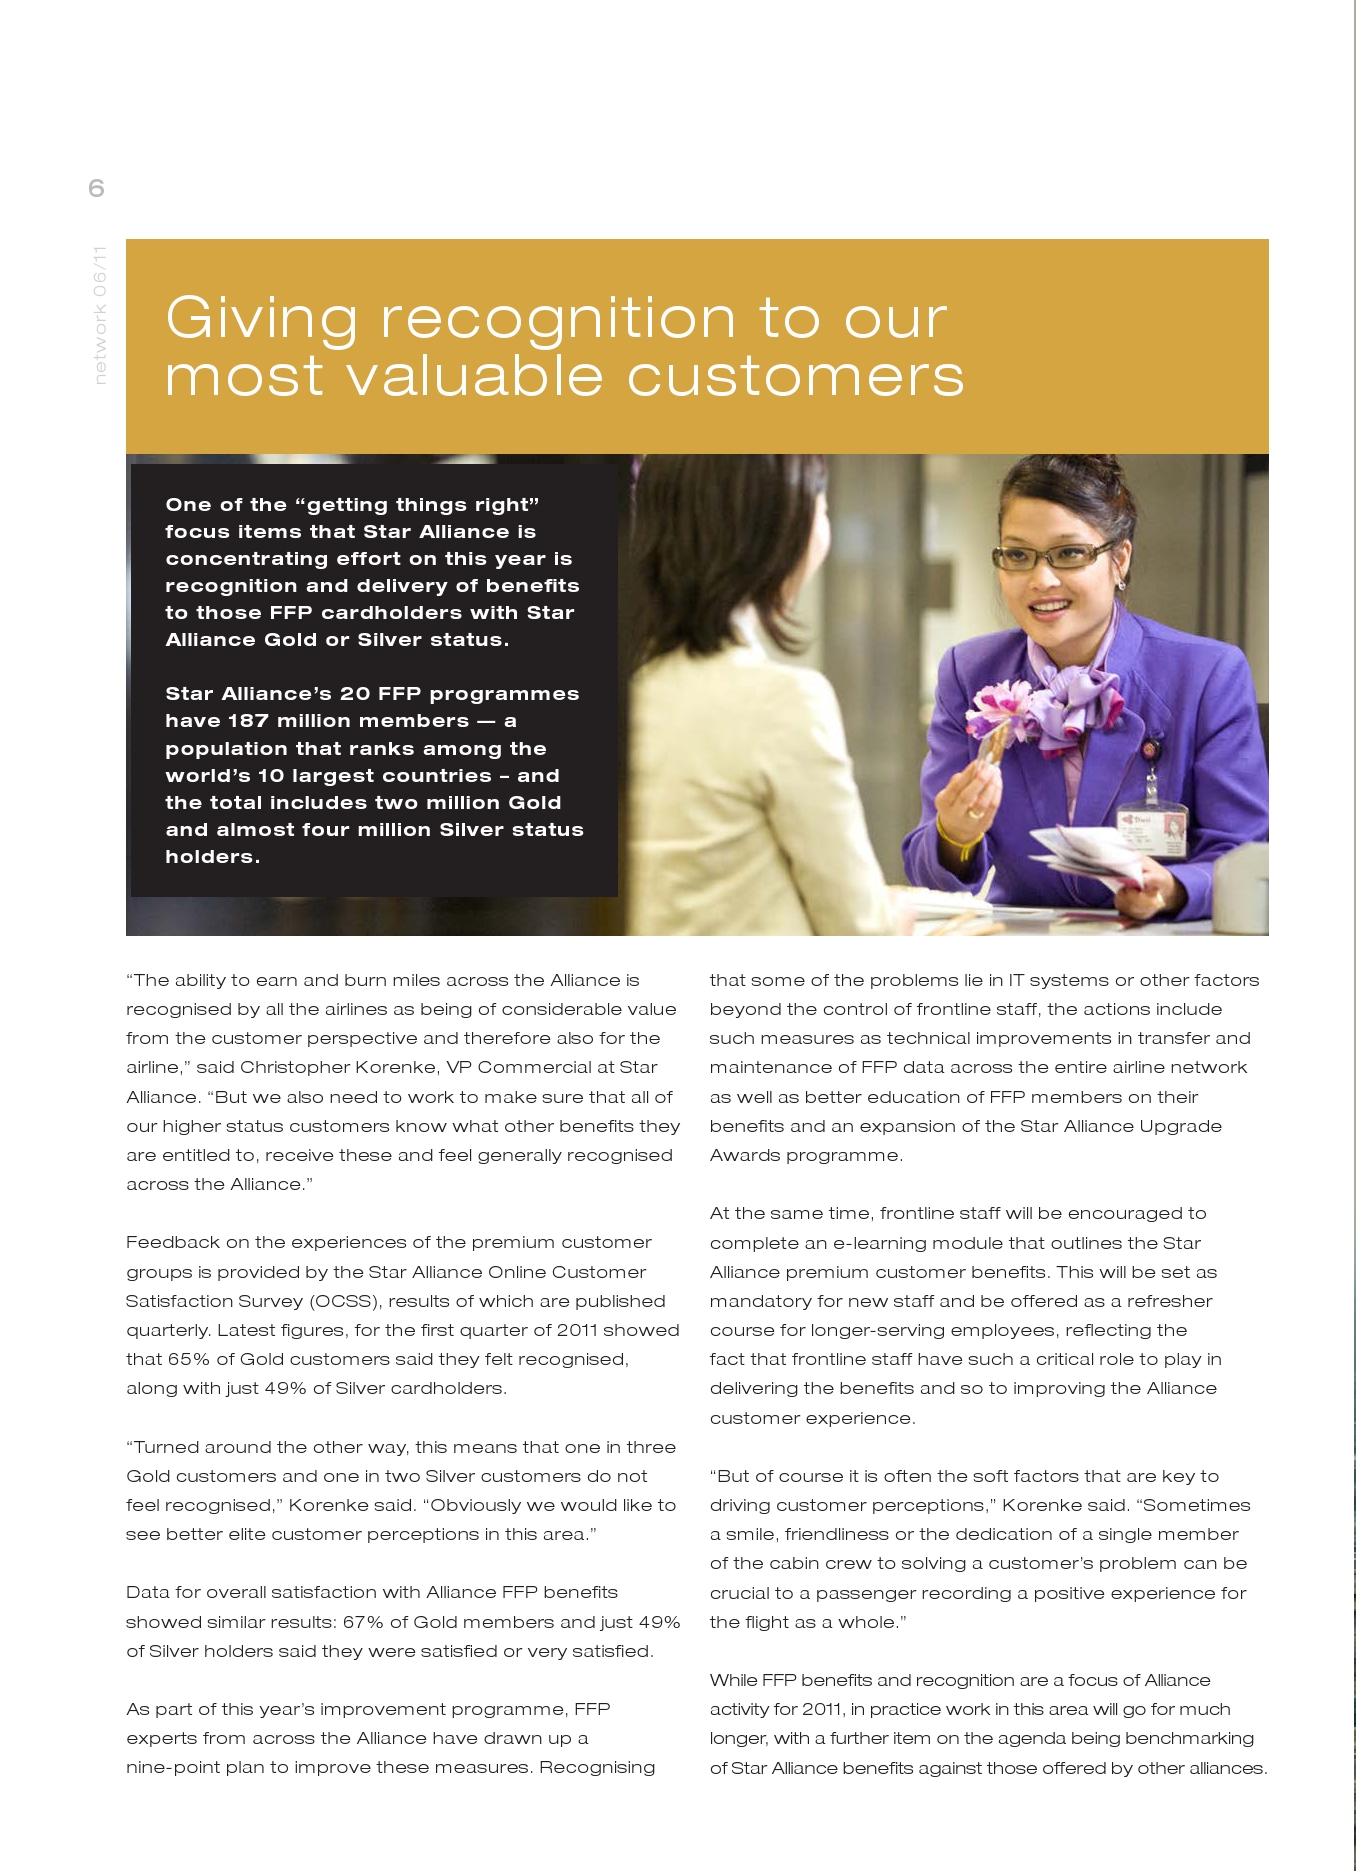 6
network 06/11
Giving recognition to our
most valuable customers
One of the “getting things right”
focus items that Star Alliance is
concentrating effort on this year is
recognition and delivery of benefits
to those FFP cardholders with Star
Alliance Gold or Silver status.
Star Alliance’s 20 FFP programmes
have 187 million members — a
population that ranks among the
world’s 10 largest countries – and
the total includes two million Gold
and almost four million Silver status
holders.
“The ability to earn and burn miles across the Alliance is
recognised by all the airlines as being of considerable value
from the customer perspective and therefore also for the
airline,” said Christopher Korenke, VP Commercial at Star
Alliance. “But we also need to work to make sure that all of
our higher status customers know what other benefits they
are entitled to, receive these and feel generally recognised
across the Alliance.”
Feedback on the experiences of the premium customer
groups is provided by the Star Alliance Online Customer
Satisfaction Survey (OCSS), results of which are published
quarterly. Latest figures, for the first quarter of 2011 showed
that 65% of Gold customers said they felt recognised,
along with just 49% of Silver cardholders.
“Turned around the other way, this means that one in three
Gold customers and one in two Silver customers do not
feel recognised,” Korenke said. “Obviously we would like to
see better elite customer perceptions in this area.”
Data for overall satisfaction with Alliance FFP benefits
showed similar results: 67% of Gold members and just 49%
of Silver holders said they were satisfied or very satisfied.
As part of this year’s improvement programme, FFP
experts from across the Alliance have drawn up a
nine-point plan to improve these measures. Recognising
that some of the problems lie in IT systems or other factors
beyond the control of frontline staff, the actions include
such measures as technical improvements in transfer and
maintenance of FFP data across the entire airline network
as well as better education of FFP members on their
benefits and an expansion of the Star Alliance Upgrade
Awards programme.
At the same time, frontline staff will be encouraged to
complete an e-learning module that outlines the Star
Alliance premium customer benefits. This will be set as
mandatory for new staff and be offered as a refresher
course for longer-serving employees, reflecting the
fact that frontline staff have such a critical role to play in
delivering the benefits and so to improving the Alliance
customer experience.
“But of course it is often the soft factors that are key to
driving customer perceptions,” Korenke said. “Sometimes
a smile, friendliness or the dedication of a single member
of the cabin crew to solving a customer’s problem can be
crucial to a passenger recording a positive experience for
the flight as a whole.”
While FFP benefits and recognition are a focus of Alliance
activity for 2011, in practice work in this area will go for much
longer, with a further item on the agenda being benchmarking
of Star Alliance benefits against those offered by other alliances.